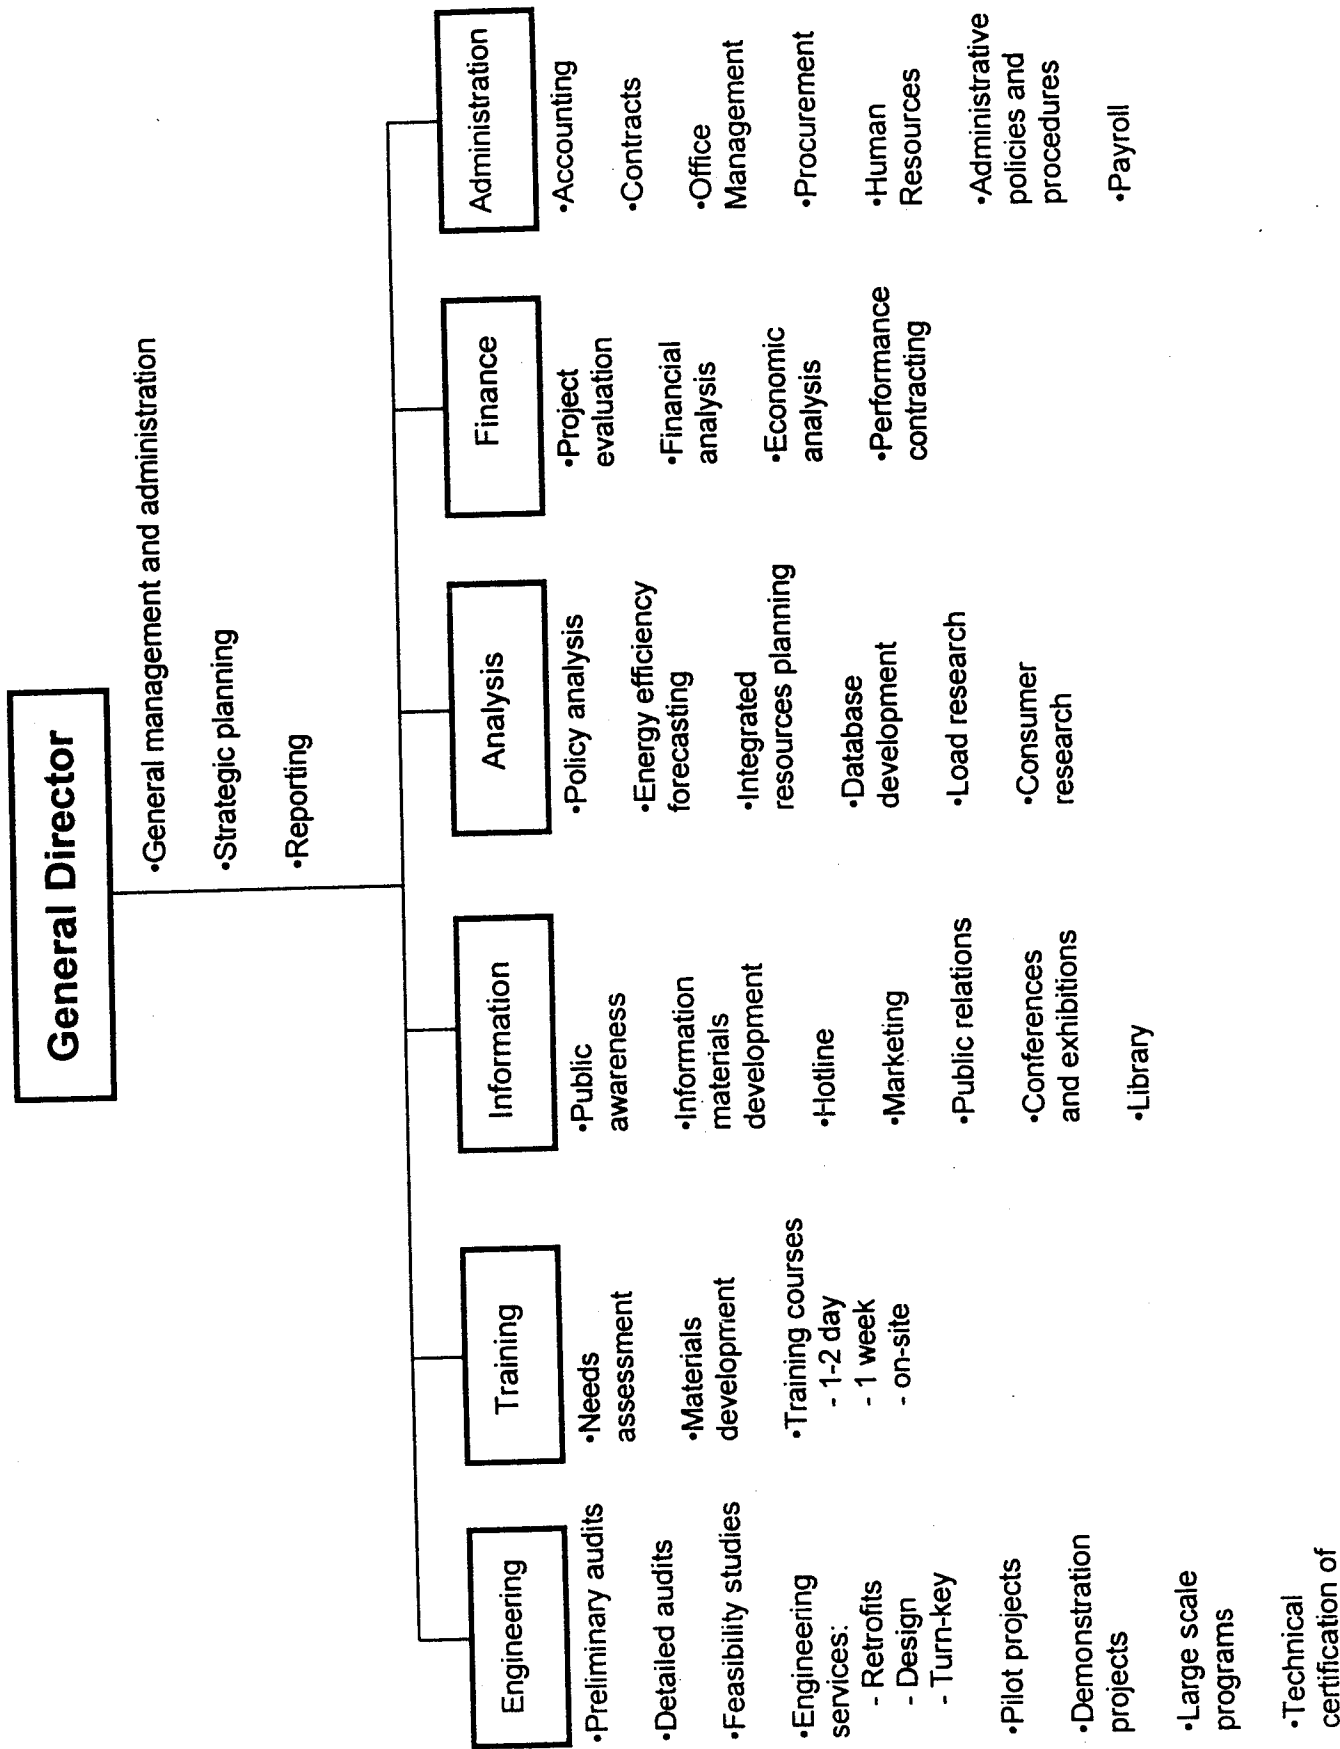 General Director
•General management and administration
•Strategic planning
•Reporting
Engineering
•Preliminary audits
•Detailed audits
•Feasibility studies
•Engineering
services:
- Retrofits
- Design
- Turn-key
•Pilot projects
•Demonstration
projects
•Large scale
programs
•Technical
certification of
Training
•Needs
assessment
•Materials
development
•Training courses
- 1-2 day
- 1 week
- on-site
Information
•Public
awareness
•Information
materials
development
•Hotline
•Marketing
•Public relations
•Conferences
and exhibitions
•Library
Analysis
•Policy analysis
•Energy efficiency
forecasting
•Integrated
resources planning
•Database
development
•Load research
•Consumer
research
Finance
•Project
evaluation
•Financial
analysis
•Economic
analysis
•Performance
contracting
Administration
•Accounting
•Contracts
•Office
Management
•Procurement
•Human
Resources
•Administrative
policies and
procedures
•Payroll